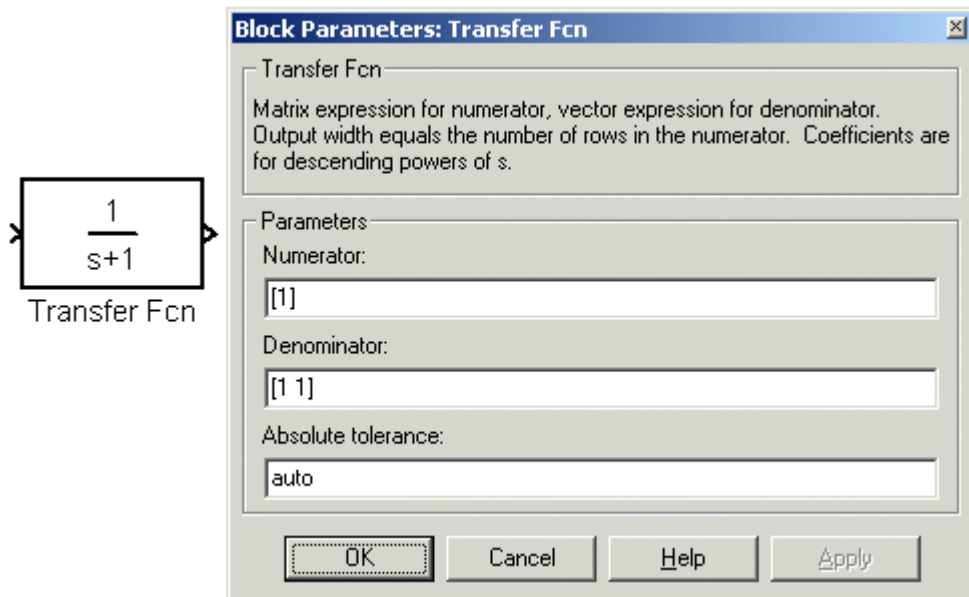 1
s+1
Transfer Fcn
Block Parameters: Transfer Fcn
Transfer Fcn
Matrix expression for numerator, vector expression for denominator.
Output width equals the number of rows in the numerator.  Coefficients are
for descending powers of s.
Parameters
Numerator:
[1]
Denominator:
[1 1]
Absolute tolerance:
auto
OK
Cancel
Help
Apply